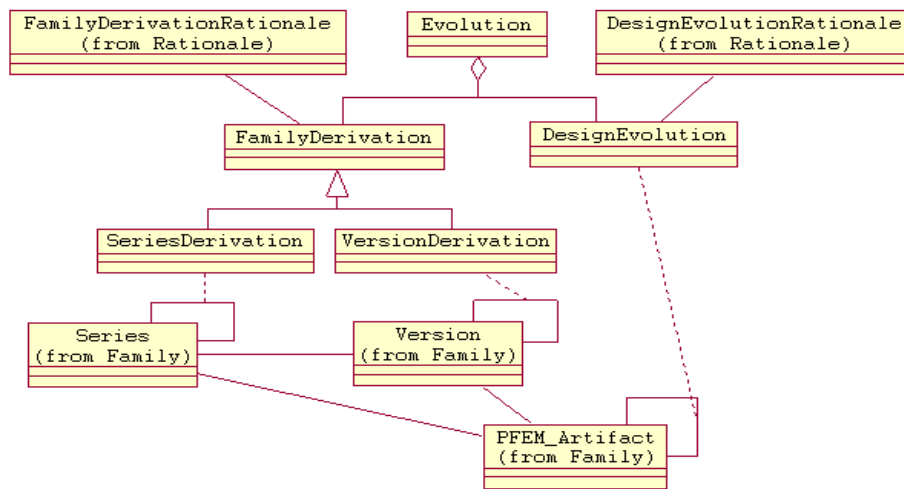 FamilyDerivationRationale
(from Rationale)
Evolution
DesignEvolutionRationale
(from Rationale)
FamilyDerivation
DesignEvolution
SeriesDerivation
VersionDerivation
Series
(from Family)
Version
(from Family)
PFEM_Artifact
(from Family)